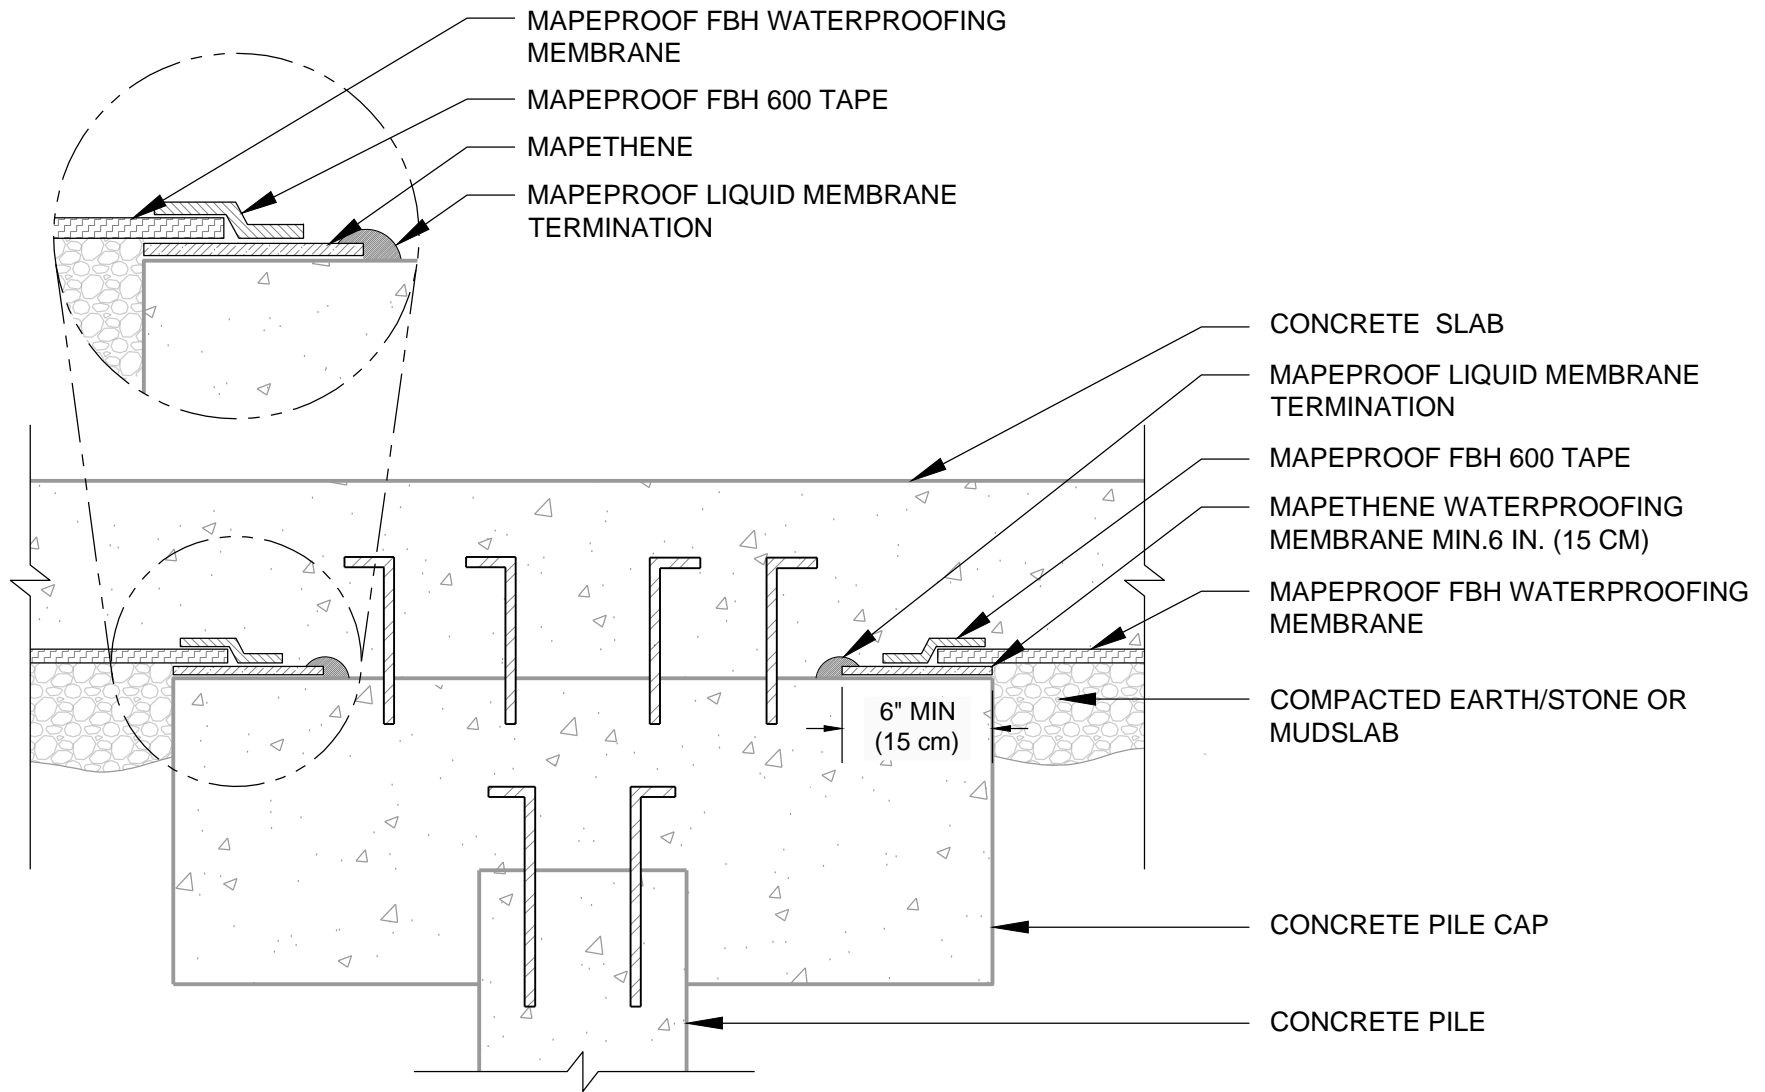 MAPEPROOF FBH WATERPROOFING
MEMBRANE
MAPEPROOF FBH 600 TAPE
MAPETHENE
MAPEPROOF LIQUID MEMBRANE
TERMINATION
CONCRETE SLAB
MAPEPROOF LIQUID MEMBRANE
TERMINATION
MAPEPROOF FBH 600 TAPE
MAPETHENE WATERPROOFING
MEMBRANE MIN.6 IN. (15 CM)
MAPEPROOF FBH WATERPROOFING
MEMBRANE
COMPACTED EARTH/STONE OR
MUDSLAB
6" MIN
(15 cm)
CONCRETE PILE CAP
CONCRETE PILE